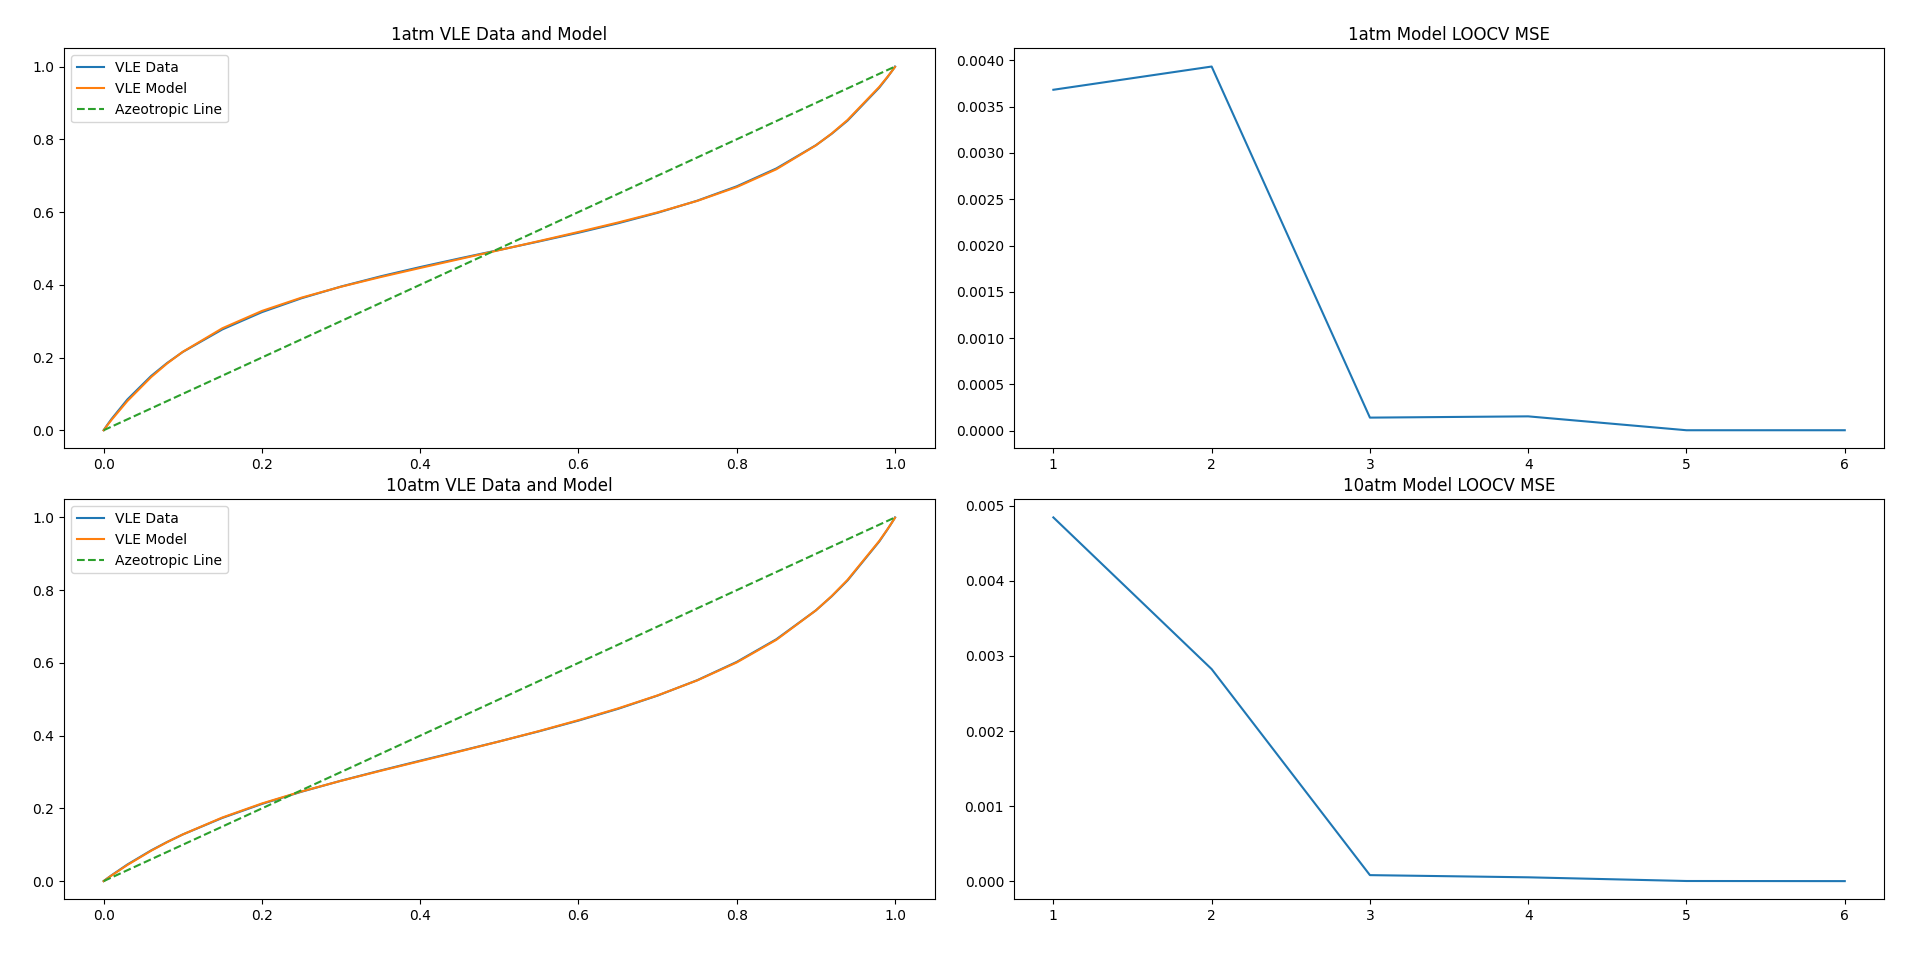 1atm VLE Data and Model
VLE Data
VLE Model
Azeotropic Line
1.0
0.8
0.6
0.4
0.2
0.0
0.0 0.2 0.4 0.6 0.8 1.0
1atm Model LOOCV MSE
0.0040
0.0035
0.0030
0.0025
0.0020
0.0015
0.0010
0.0005
0.0000
1 2 3 4 5 6
10atm VLE Data and Model
VLE Data
VLE Model
Azeotropic Line
1.0
0.8
0.6
0.4
0.2
0.0
0.0 0.2 0.4 0.6 0.8 1.0
10atm Model LOOCV MSE
0.005
0.004
0.003
0.002
0.001
0.000
1 2 3 4 5 6